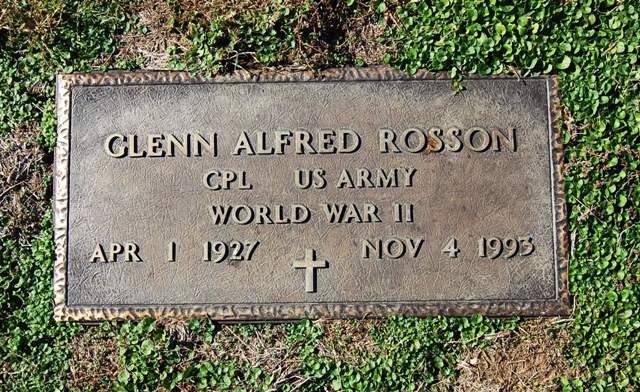 GLENN ALFRED ROSSON
CPL US ARMY
WORLD WAR II
APR 1 1927 NOV 4 1993